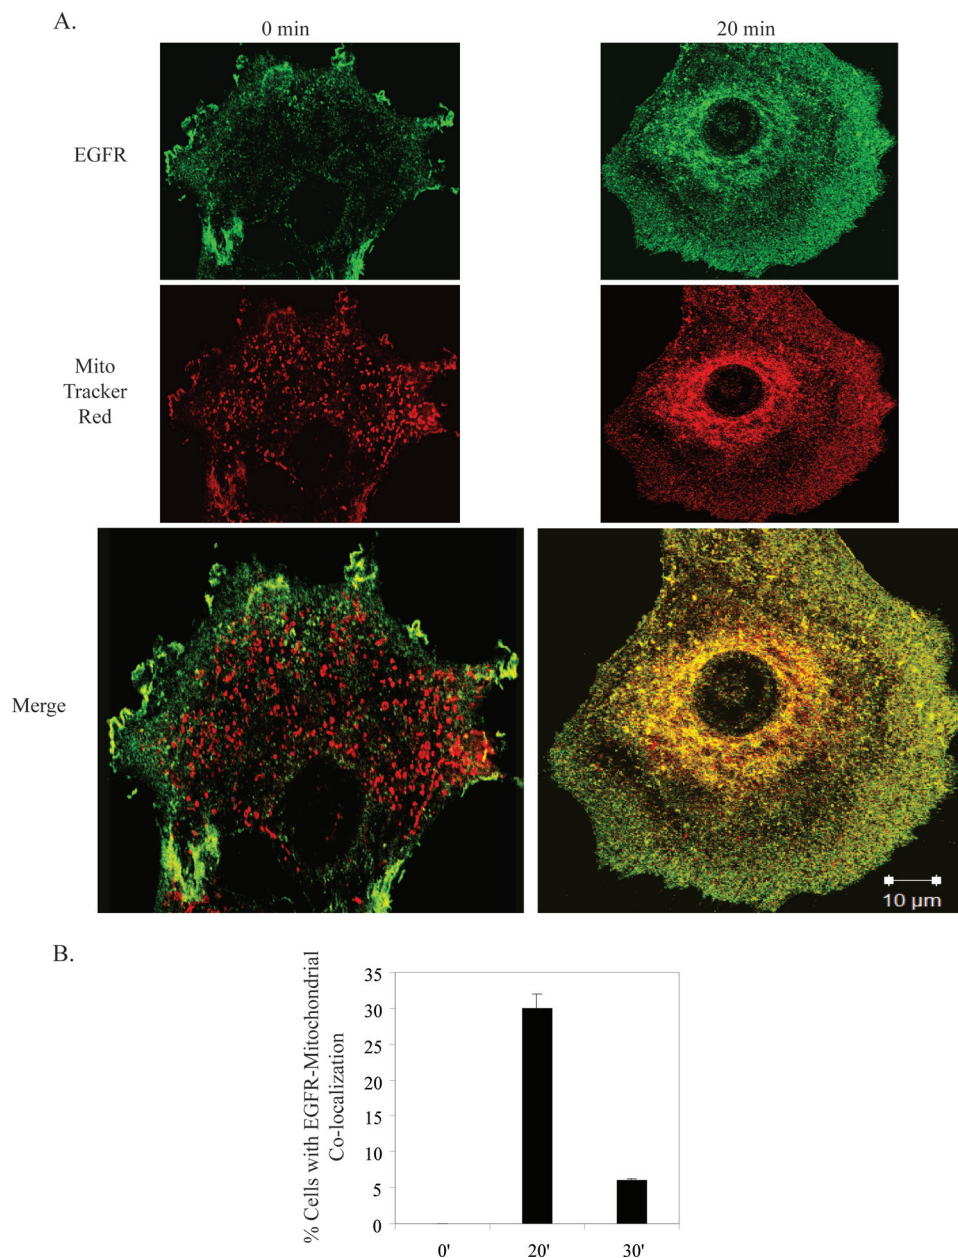 A.
0 min
20 min
EGFR
Mito
Tracker
Red
Merge
10 µm
B.
% Cells with EGFR-Mitochondrial
Co-localization
35
30
25
20
15
10
5
0
0'
20'
30'